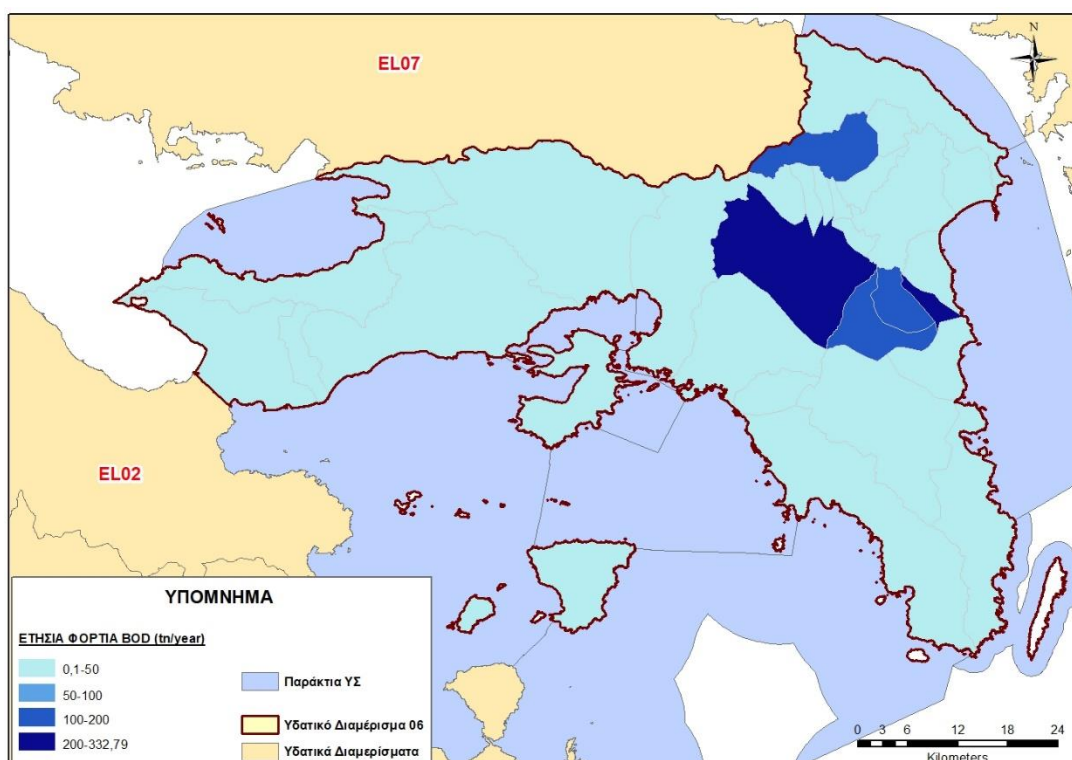 EL07
N
EL02
ΥΠΟΜΝΗΜΑ
ΕΤΗΣΙΑ ΦΟΡΤΙΑ BOD (tn/year)
0,1-50
50-100
100-200
200-332,79
Παράκτια ΥΣ
Υδατικό Διαμέρισμα 06
Υδατικά Διαμερίσματα
0 3 6 12 18 24
Kilometers